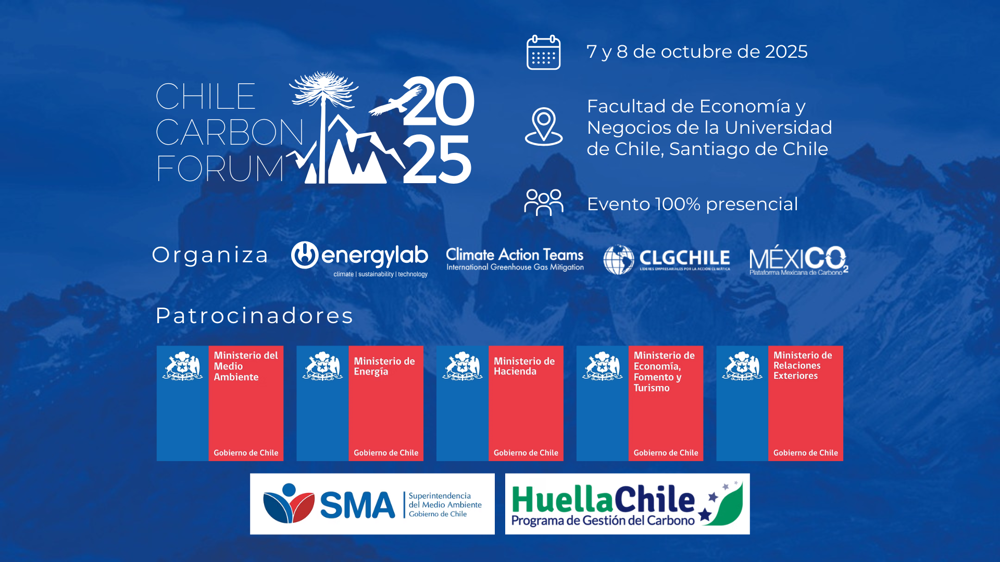 CHILE
CARBON
FORUM
20
25
7 y 8 de octubre de 2025
Facultad de Economía y
Negocios de la Universidad
de Chile, Santiago de Chile
Evento 100% presencial
Organiza
energylab
climate | sustainability | technology
Climate Action Teams
International Greenhouse Gas Mitigation
CLGCHILE
LÍDERES EMPRESARIALES POR LA ACCIÓN CLIMÁTICA
MÉXICO2
Plataforma Mexicana de Carbono
Patrocinadores
Ministerio del
Medio
Ambiente
Gobierno de Chile
Ministerio de
Energía
Gobierno de Chile
Ministerio de
Hacienda
Gobierno de Chile
Ministerio de
Economía,
Fomento y
Turismo
Gobierno de Chile
Ministerio de
Relaciones
Exteriores
Gobierno de Chile
SMA
Superintendencia
del Medio Ambiente
Gobierno de Chile
HuellaChile
Programa de Gestión del Carbono